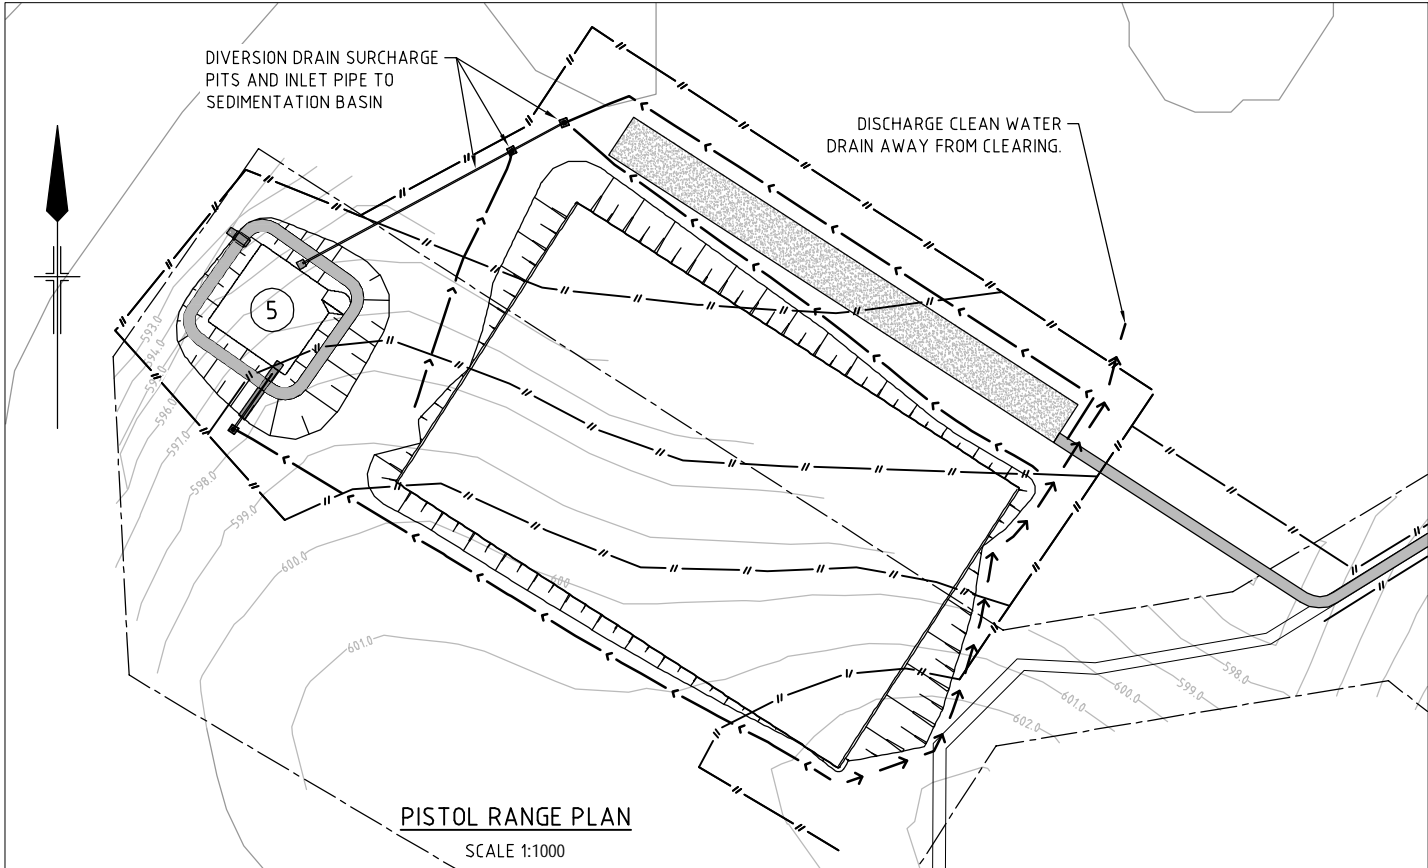 DIVERSION DRAIN SURCHARGE
PITS AND INLET PIPE TO
SEDIMENTATION BASIN
DISCHARGE CLEAN WATER
DRAIN AWAY FROM CLEARING.
5
593.0
594.0
596.0
597.0
598.0
599.0
600.0
600
601.0
598.0
599.0
600.0
601.0
602.0
PISTOL RANGE PLAN
SCALE 1:1000